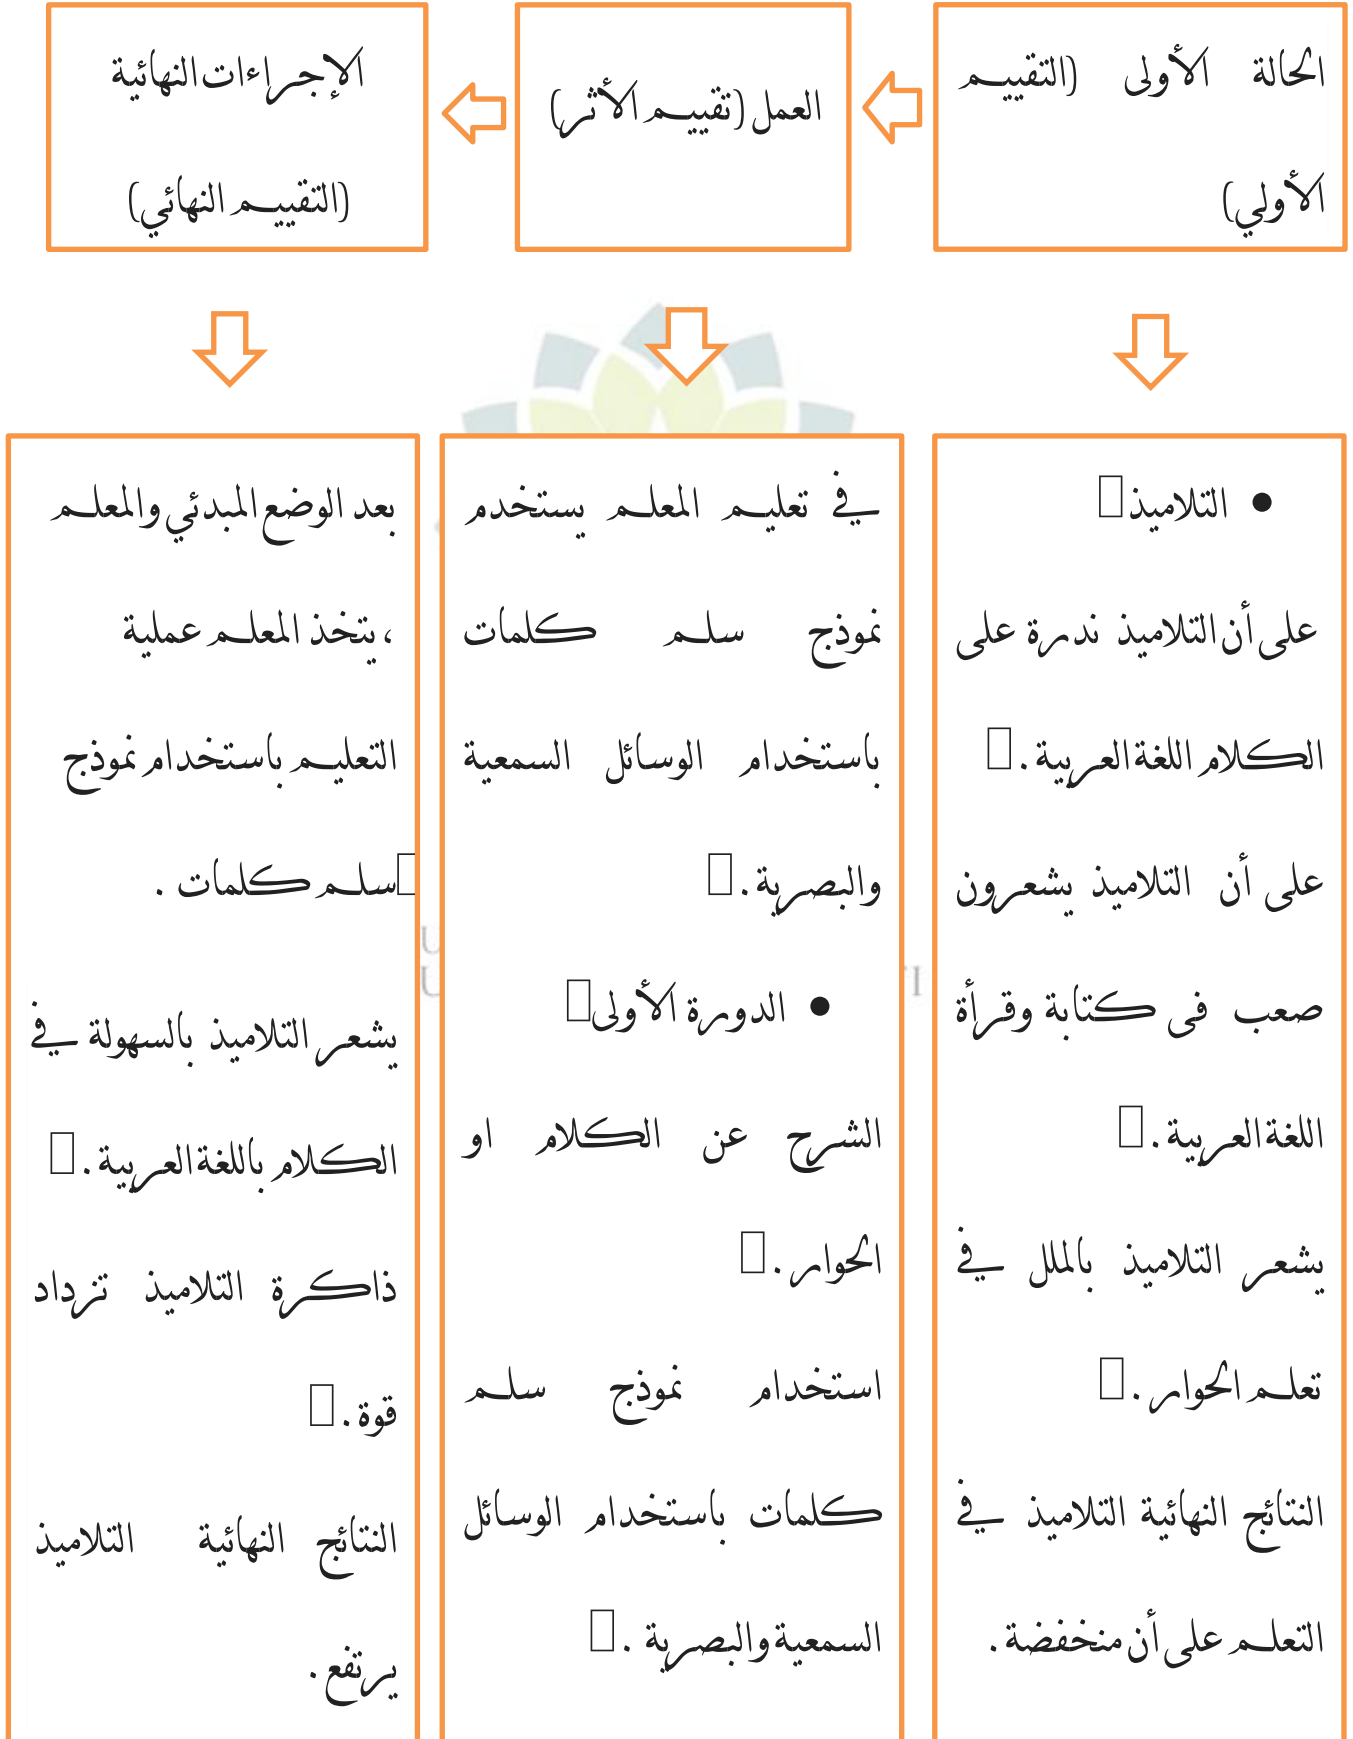 الحالة الأولى (التقييم
الأولي)
العمل (تقييم الأثر)
الإجراءات النهائية
(التقييم النهائي)
• التلاميذ
على أن التلاميذ ندرة على
الكلام اللغة العربية.
على أن التلاميذ يشعرون
صعب فى كتابة وقرأة
اللغة العربية.
يشعر التلاميذ بالملل في
تعلم الحوار.
النتائج النهائية التلاميذ في
التعلم على أن منخفضة.
في تعليم المعلم يستخدم
نموذج سلم كلمات
باستخدام الوسائل السمعية
والبصرية.
• الدورة الأولى
الشرح عن الكلام او
الحوار.
استخدام نموذج سلم
كلمات باستخدام الوسائل
السمعية والبصرية .
بعد الوضع المبدئي والمعلم
، يتخذ المعلم عملية
التعليم باستخدام نموذج
سلم كلمات .
يشعر التلاميذ بالسهولة في
الكلام باللغة العربية.
ذاكرة التلاميذ تزداد
قوة.
النتائج النهائية التلاميذ
يرتفع.